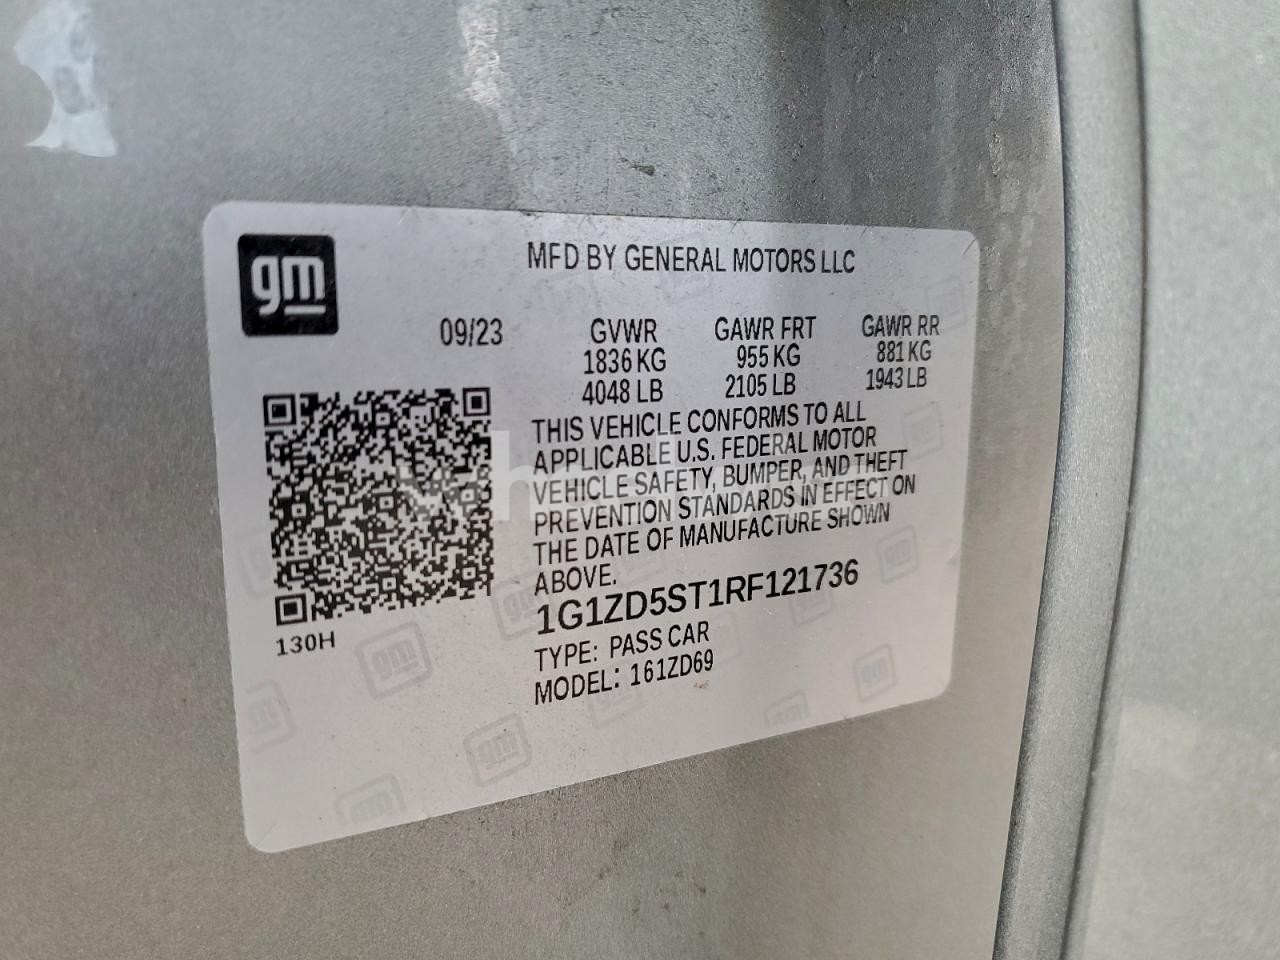 gm
MFD BY GENERAL MOTORS LLC
09/23 GVWR GAWR FRT GAWR RR
1836 KG 955 KG 881 KG
4048 LB 2105 LB 1943 LB
THIS VEHICLE CONFORMS TO ALL
APPLICABLE U.S. FEDERAL MOTOR
VEHICLE SAFETY, BUMPER, AND THEFT
PREVENTION STANDARDS IN EFFECT ON
THE DATE OF MANUFACTURE SHOWN
ABOVE.
1G1ZD5ST1RF121736
TYPE: PASS CAR
MODEL: 161ZD69
130H